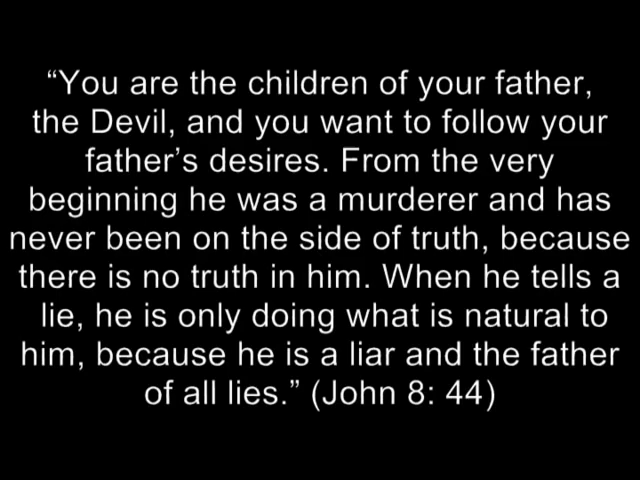 “You are the children of your father,
the Devil, and you want to follow your
father’s desires. From the very
beginning he was a murderer and has
never been on the side of truth, because
there is no truth in him. When he tells a
lie, he is only doing what is natural to
him, because he is a liar and the father
of all lies.” (John 8: 44)